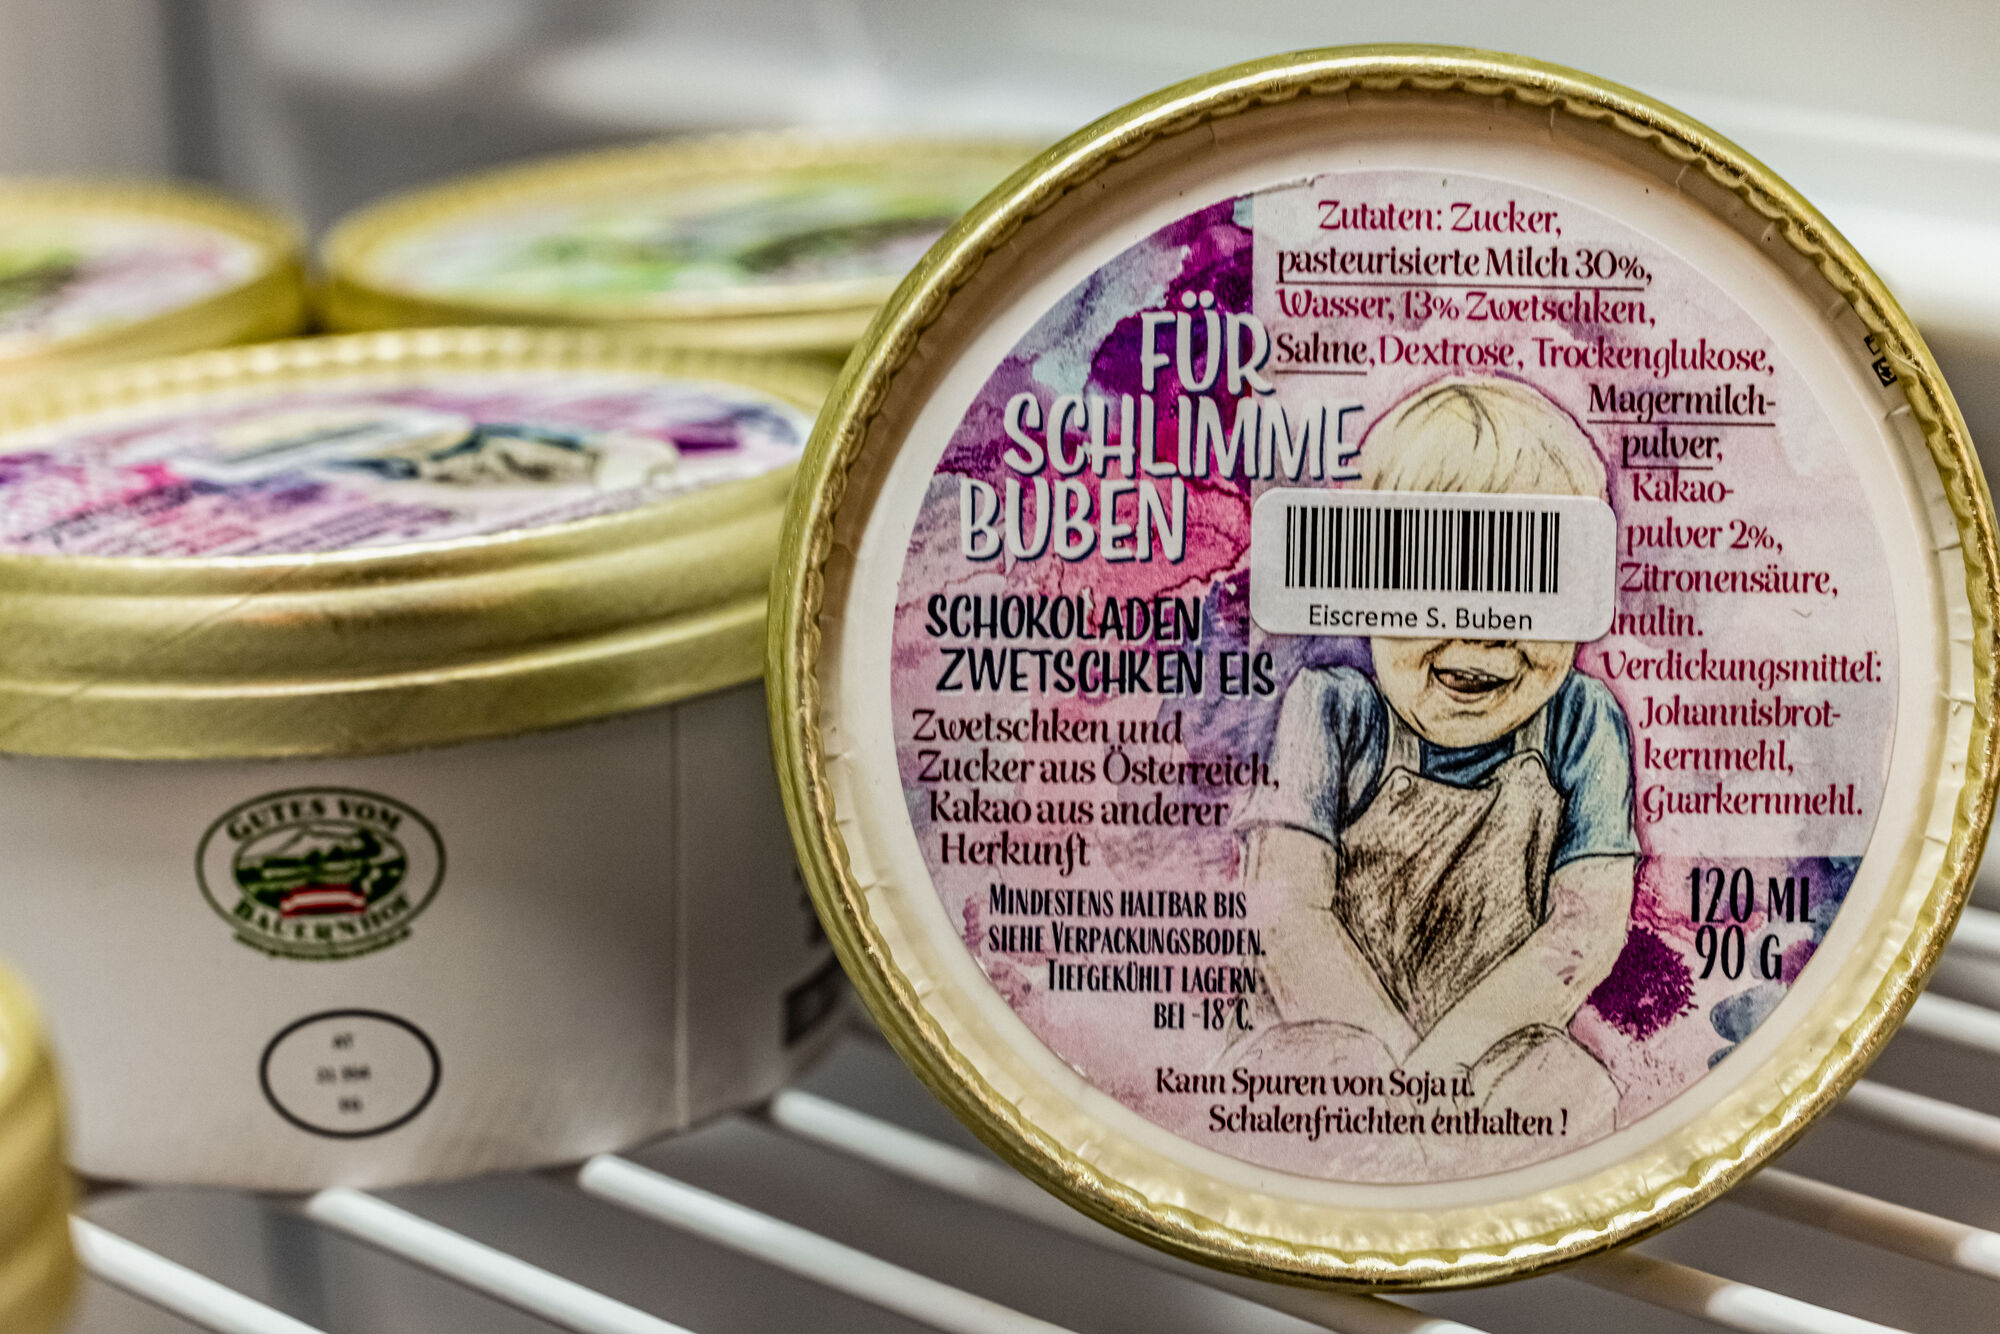 FÜR
SCHLIMME
BUBEN
SCHOKOLADEN
ZWETSCHKEN EIS
Zwetschken und
Zucker aus Österreich,
Kakao aus anderer
Herkunft
MINDESTENS HALTBAR BIS
SIEHE VERPACKUNGSBODEN.
TIEFGEKÜHLT LAGERN
BEI -18°C.
Kann Spuren von Soja u.
Schalenfrüchten enthalten !
Zutaten: Zucker,
pasteurisierte Milch 30%,
Wasser, 13% Zwetschken,
Sahne, Dextrose, Trockenglukose,
Magermilch-
pulver,
Kakao-
pulver 2%,
Zitronensäure,
nulin.
Verdickungsmittel:
Johannisbrot-
kernmehl,
Guarkernmehl.
120 ML
90 G
Eiscreme S. Buben
GUTES VOM
BAUERNHOF
AT